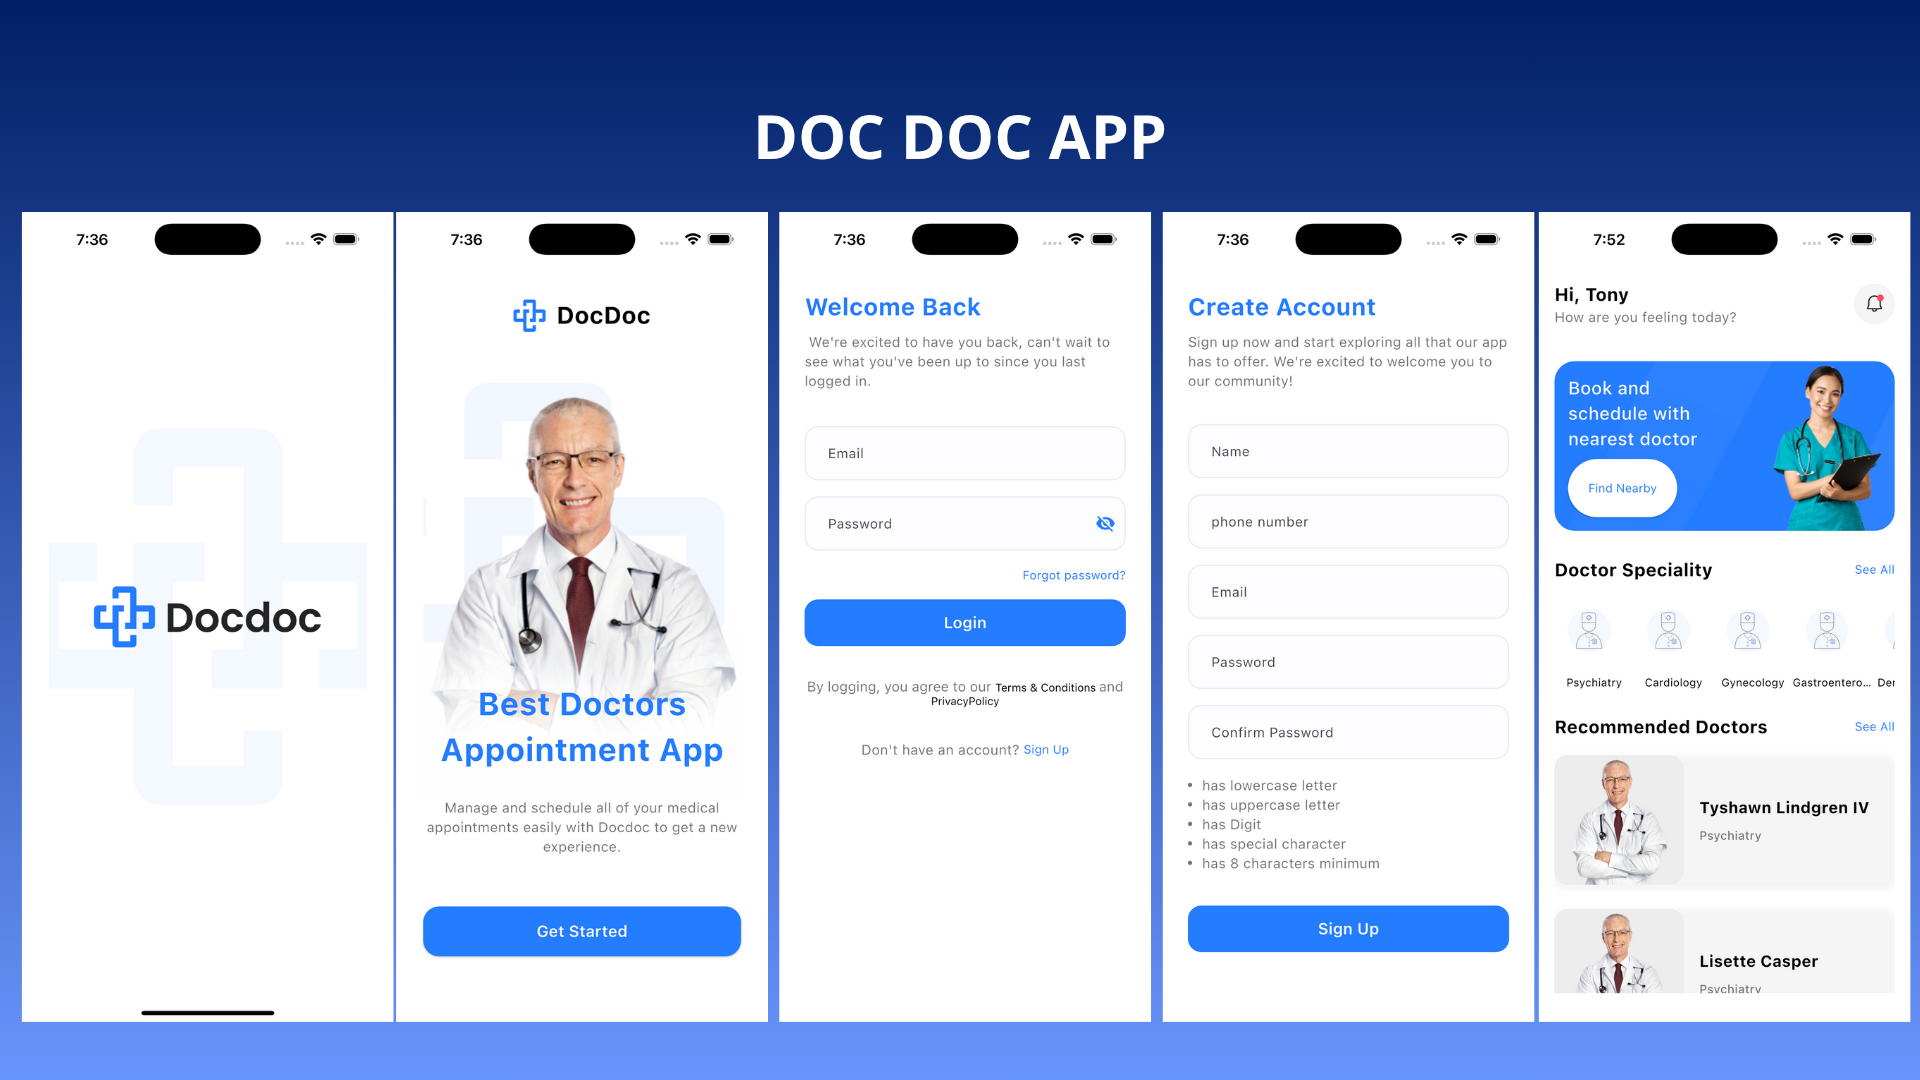 DOC DOC APP
7:36
Docdoc
7:36
DocDoc
Best Doctors
Appointment App
Manage and schedule all of your medical
appointments easily with Docdoc to get a new
experience.
Get Started
7:36
Welcome Back
We're excited to have you back, can't wait to
see what you've been up to since you last
logged in.
Email
Password
Forgot password?
Login
By logging, you agree to our Terms & Conditions and
PrivacyPolicy
Don't have an account? Sign Up
7:36
Create Account
Sign up now and start exploring all that our app
has to offer. We're excited to welcome you to
our community!
Name
phone number
Email
Password
Confirm Password
• has lowercase letter
• has uppercase letter
• has Digit
• has special character
• has 8 characters minimum
Sign Up
7:52
Hi, Tony
How are you feeling today?
Book and
schedule with
nearest doctor
Find Nearby
Doctor Speciality See All
Psychiatry Cardiology Gynecology Gastroentero... Der
Recommended Doctors See All
Tyshawn Lindgren IV
Psychiatry
Lisette Casper
Psychiatry